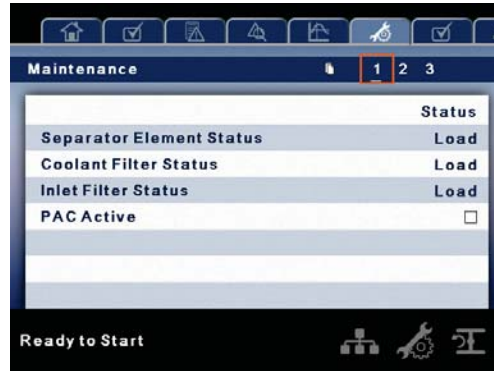 Maintenance 1 2 3
Status
Separator Element Status Load
Coolant Filter Status Load
Inlet Filter Status Load
PAC Active
Ready to Start